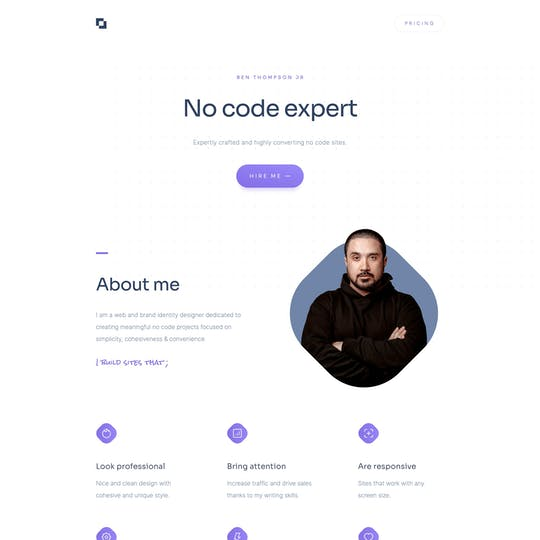 PRICING
BEN THOMPSON JR
No code expert
Expertly crafted and highly converting no code sites.
HIRE ME —
About me
I am a web and brand identity designer dedicated to
creating meaningful no code projects focused on
simplicity, cohesiveness & convenience
I BUILD SITES THAT ;
Look professional
Nice and clean design with
cohesive and unique style.
Bring attention
Increase traffic and drive sales
thanks to my writing skills.
Are responsive
Sites that work with any
screen size.